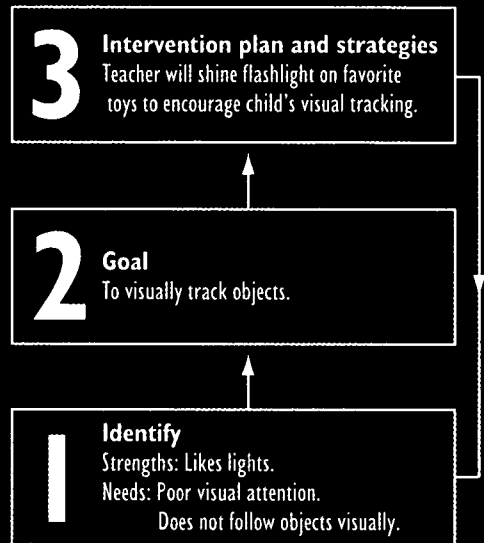 3
Intervention plan and strategies
Teacher will shine flashlight on favorite
toys to encourage child's visual tracking.
2
Goal
To visually track objects.
1
Identify
Strengths: Likes lights.
Needs: Poor visual attention.
Does not follow objects visually.